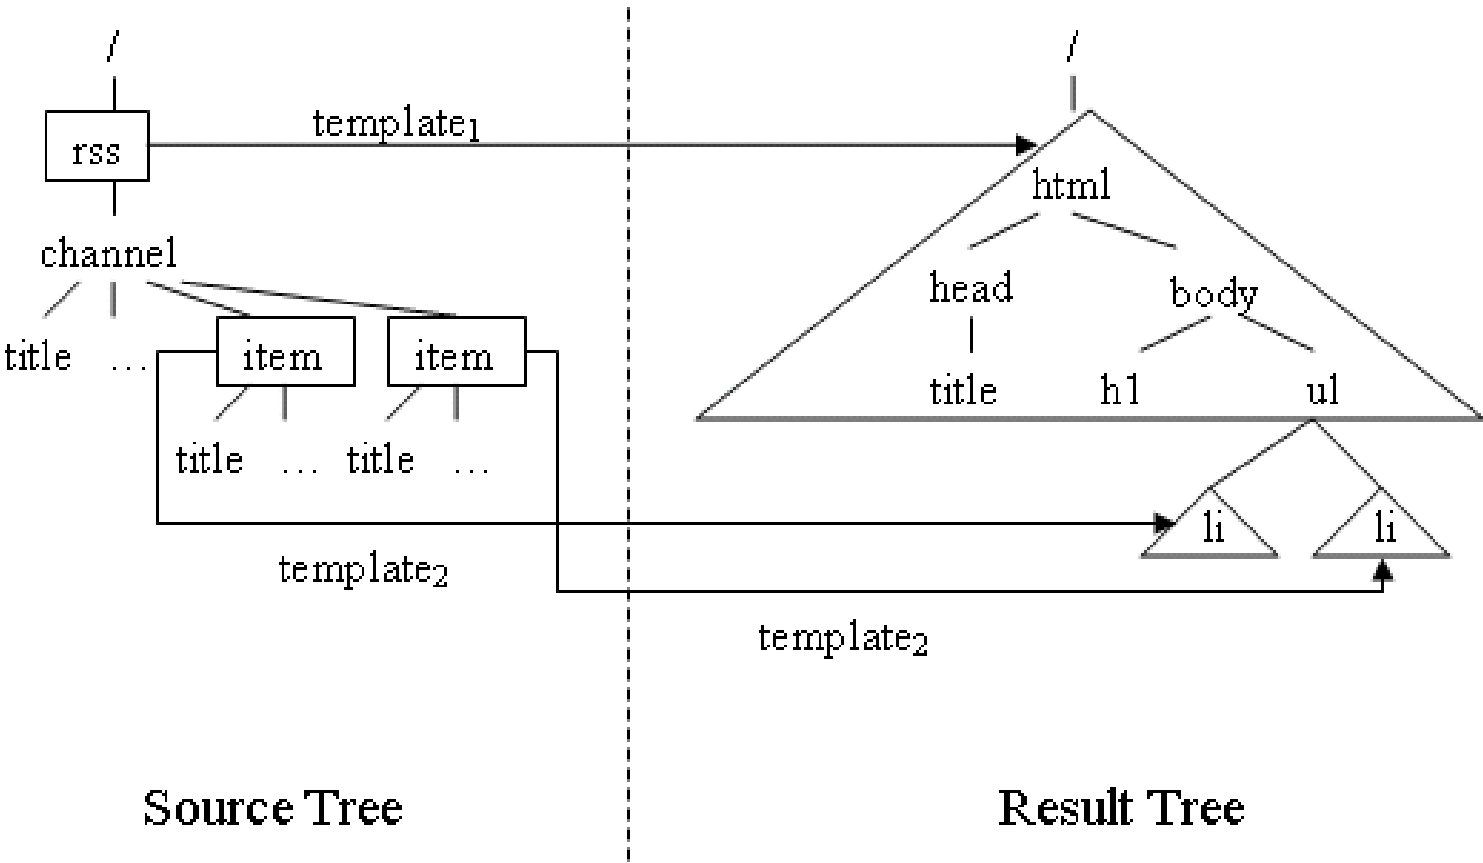 / /
template₁
rss
html
channel
head body
title ... item item
title h1 ul
title ... title ...
li li
template₂
template₂
Source Tree Result Tree